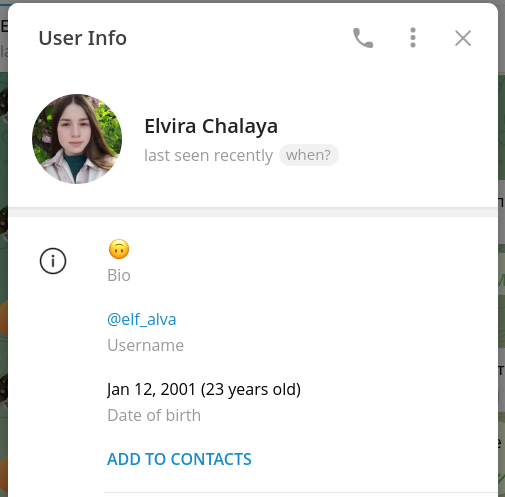 User Info
Elvira Chalaya
last seen recently when?
🙃
Bio
@elf_alva
Username
Jan 12, 2001 (23 years old)
Date of birth
ADD TO CONTACTS